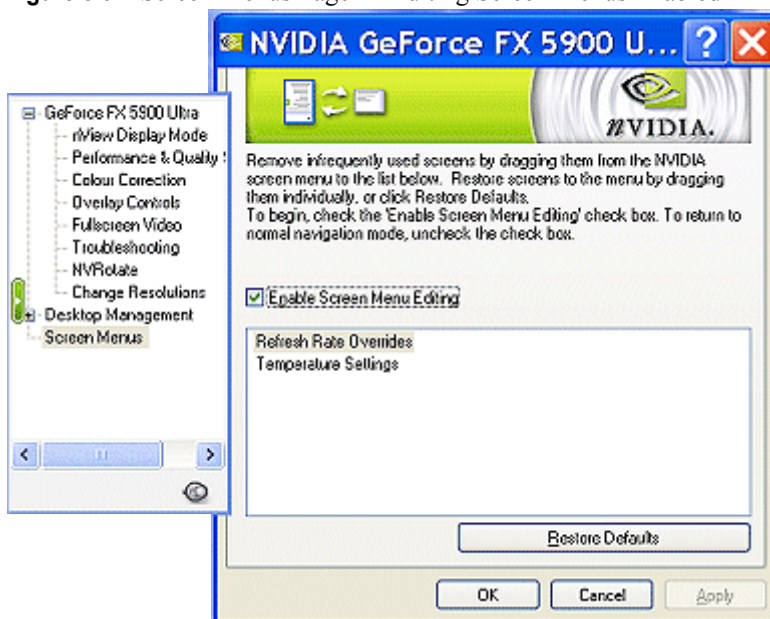 NVIDIA GeForce FX 5900 U...
nVIDIA.
GeForce FX 5900 Ultra
nView Display Mode
Performance & Quality
Colour Correction
Overlay Controls
Fullscreen Video
Troubleshooting
NVRotate
Change Resolutions
Desktop Management
Screen Menus
Remove infrequently used screens by dragging them from the NVIDIA
screen menu to the list below. Restore screens to the menu by dragging
them individually, or click Restore Defaults.
To begin, check the 'Enable Screen Menu Editing' check box. To return to
normal navigation mode, uncheck the check box.
Enable Screen Menu Editing
Refresh Rate Overrides
Temperature Settings
Restore Defaults
OK
Cancel
Apply